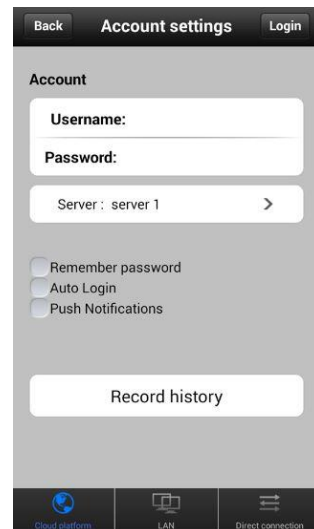 Back Account settings Login
Account
Username:
Password:
Server : server 1
Remember password
Auto Login
Push Notifications
Record history
Cloud platform LAN Direct connection